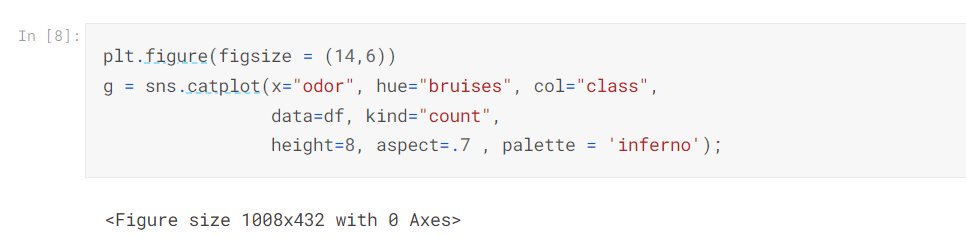 In [8]:
plt.figure(figsize = (14,6))
g = sns.catplot(x="odor", hue="bruises", col="class",
                data=df, kind="count",
                height=8, aspect=.7 , palette = 'inferno');
<Figure size 1008x432 with 0 Axes>